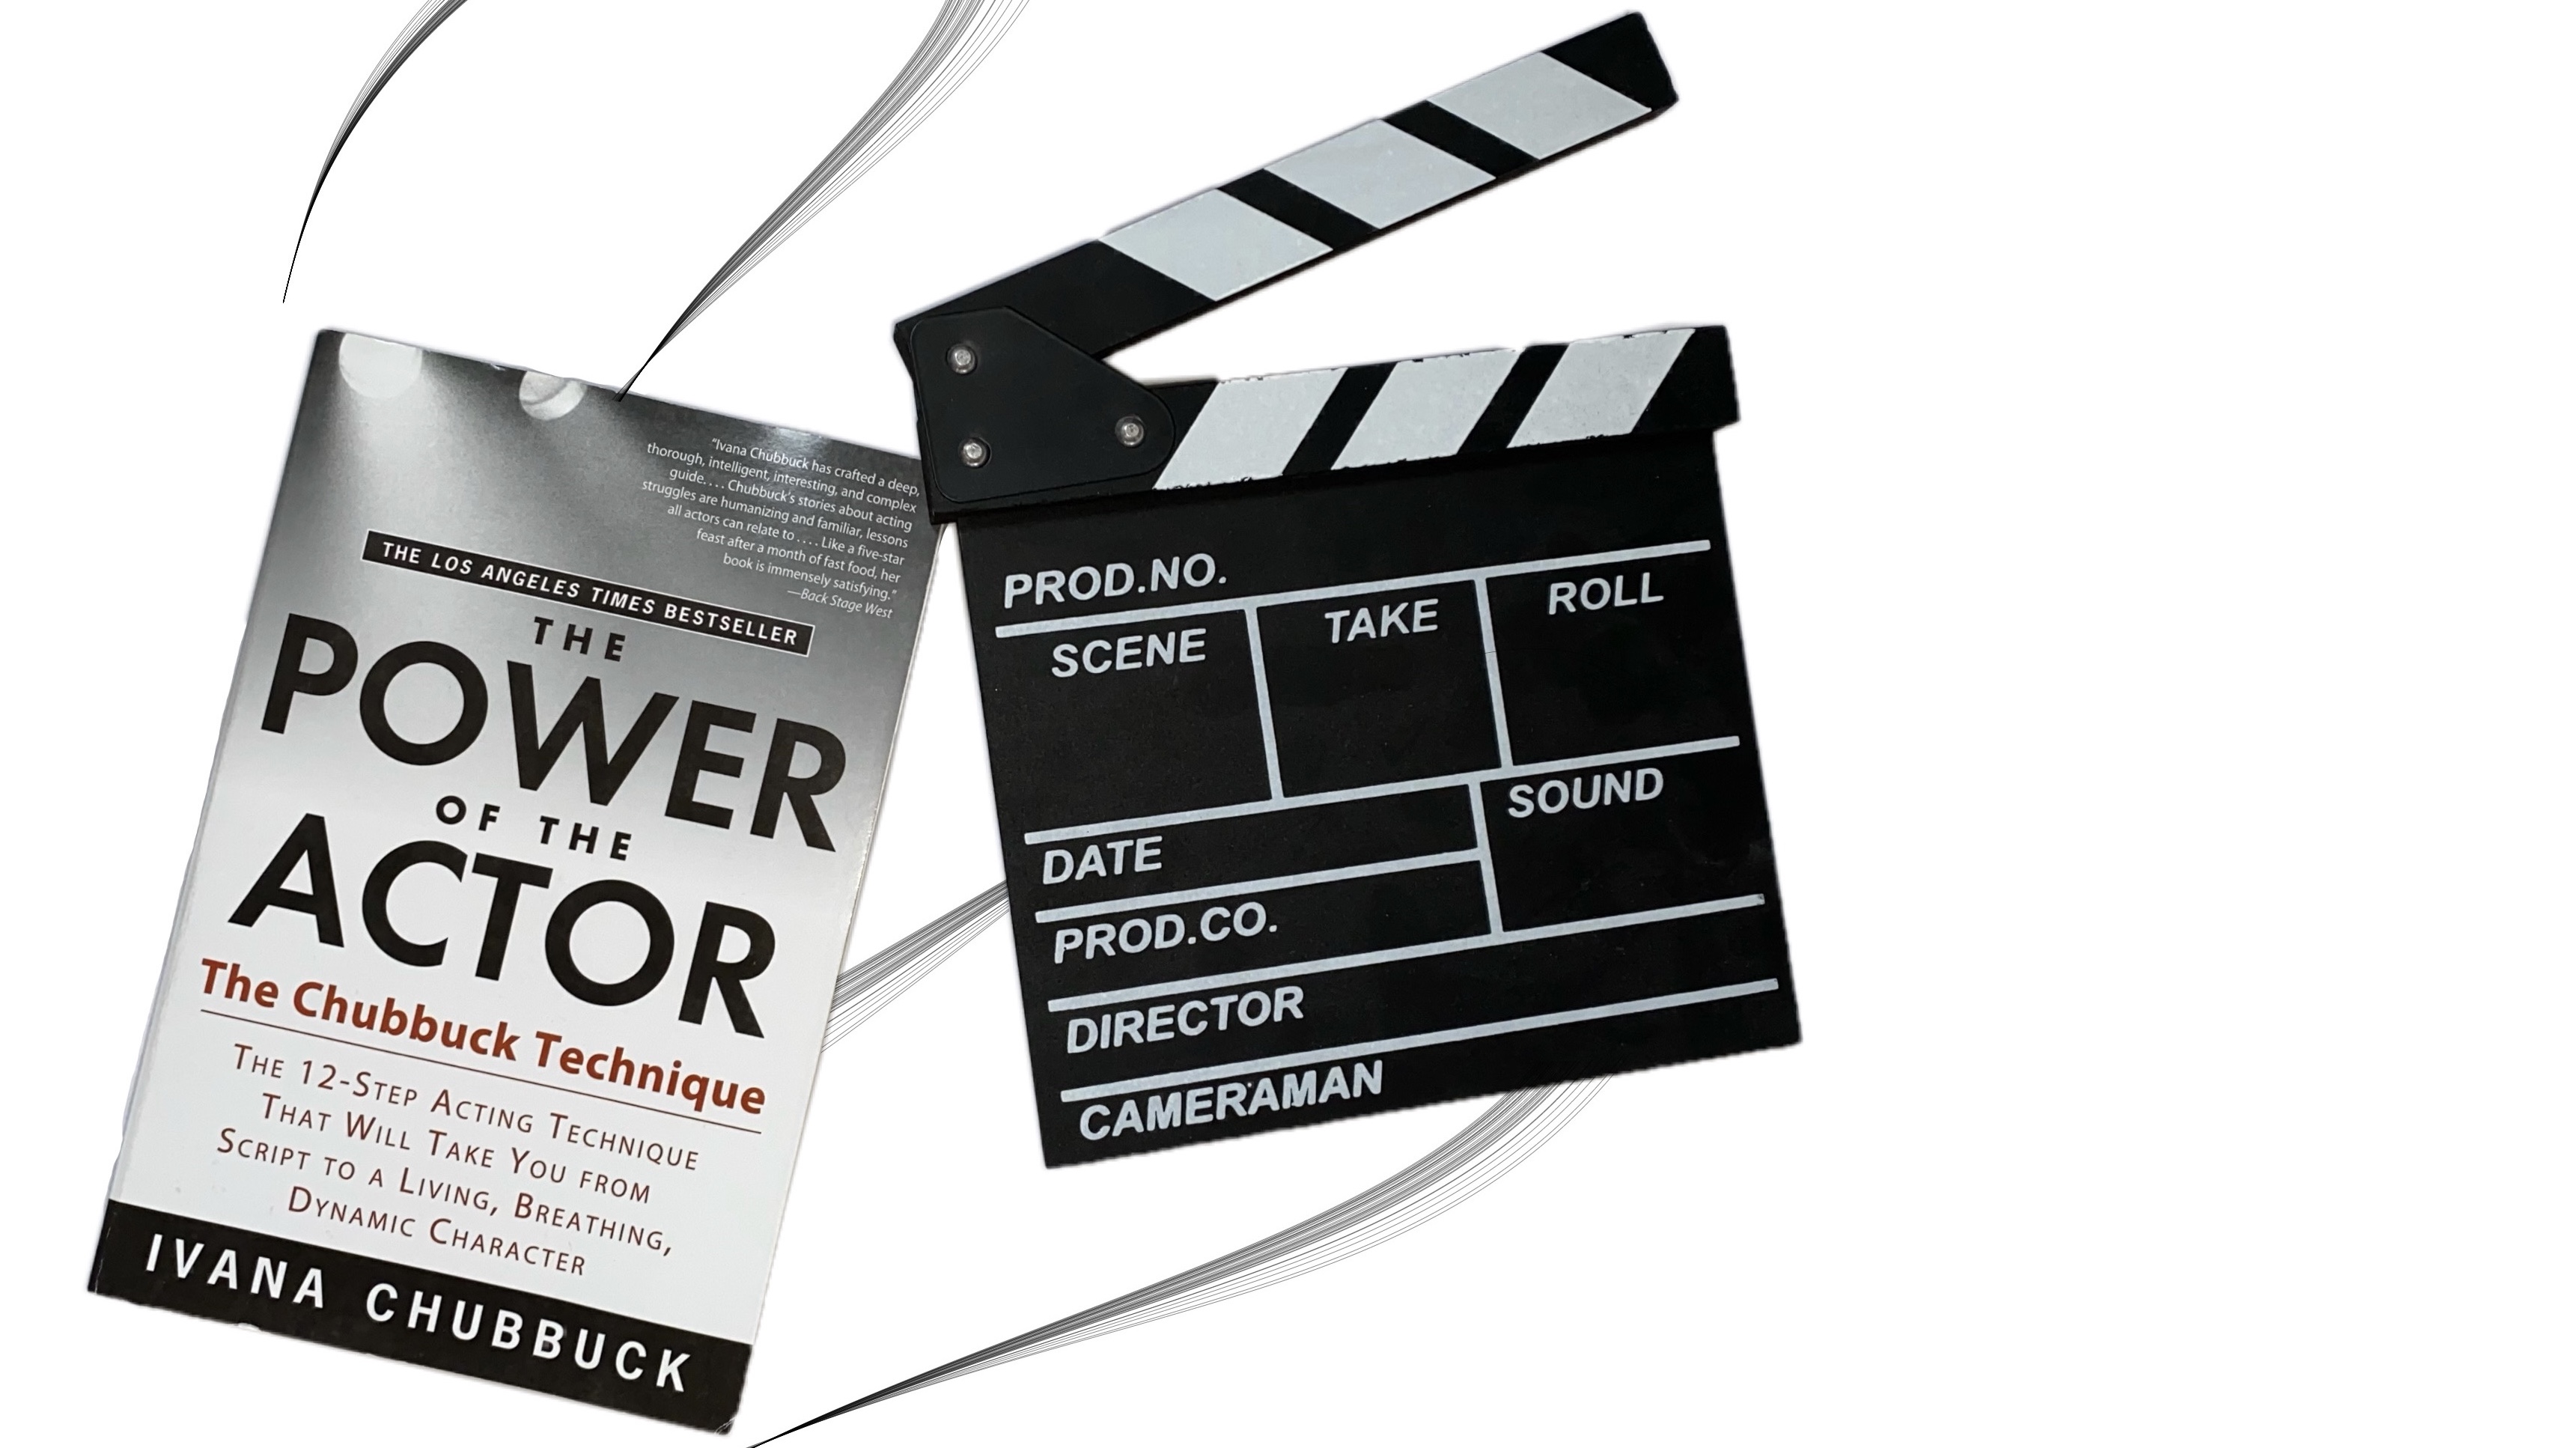 "Ivana Chubbuck has crafted a deep,
thorough, intelligent, interesting, and complex
guide.... Chubbuck's stories about acting
struggles are humanizing and familiar, lessons
all actors can relate to.... Like a five-star
feast after a month of fast food, her
book is immensely satisfying."
—Back Stage West
THE LOS ANGELES TIMES BESTSELLER
THE
POWER
OF THE
ACTOR
The Chubbuck Technique
THE 12-STEP ACTING TECHNIQUE
THAT WILL TAKE YOU FROM
SCRIPT TO A LIVING, BREATHING,
DYNAMIC CHARACTER
IVANA CHUBBUCK
PROD.NO.
SCENE
TAKE
ROLL
DATE
SOUND
PROD.CO.
DIRECTOR
CAMERAMAN